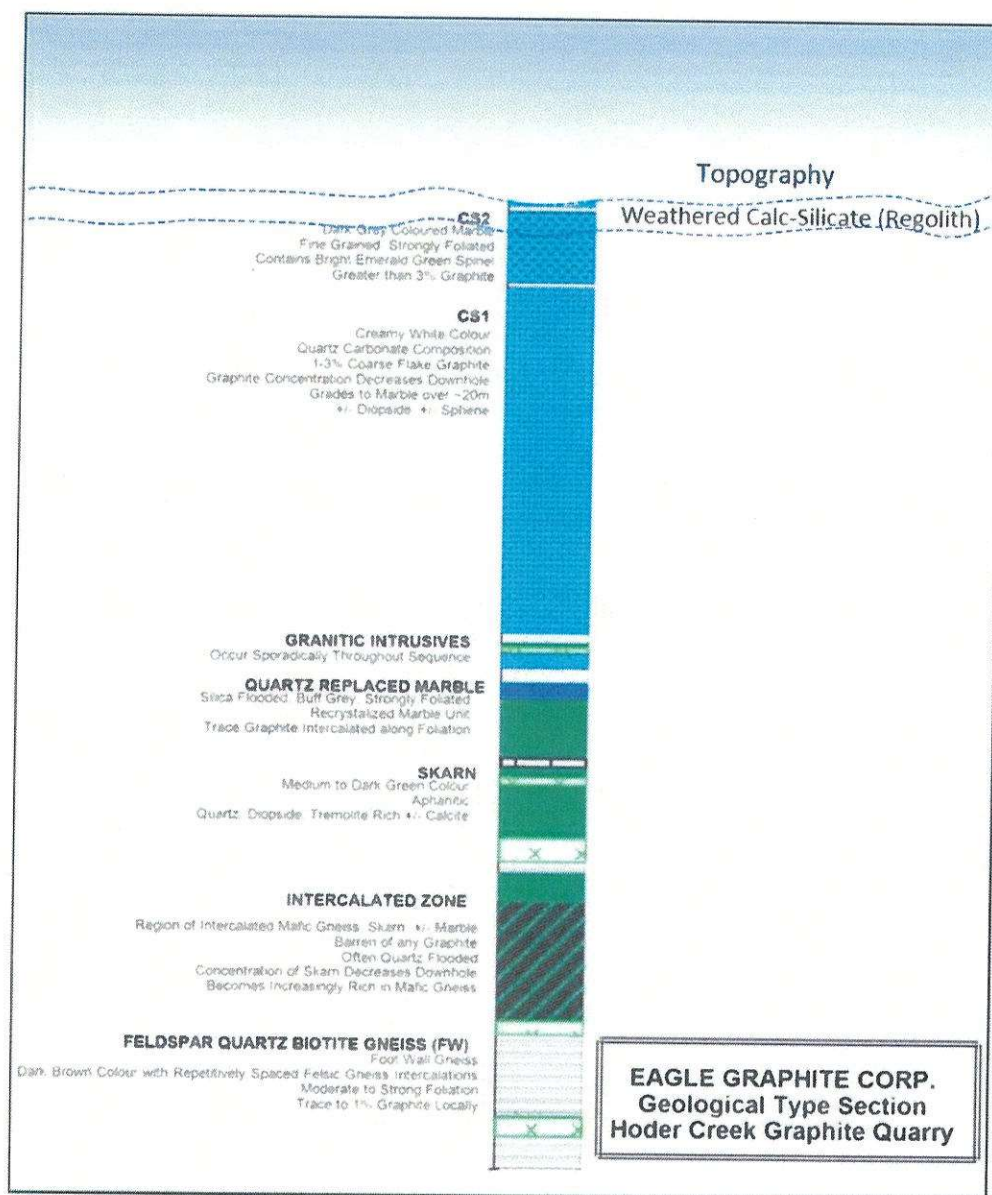 Topography
Weathered Calc-Silicate (Regolith)
CS2
Dark Grey Coloured Marble
Fine Grained Strongly Foliated
Contains Bright Emerald Green Spinel
Greater than 3% Graphite
CS1
Creamy White Colour
Quartz Carbonate Composition
1-3% Coarse Flake Graphite
Graphite Concentration Decreases Downhole
Grades to Marble over ~20m
+/- Diopside +/- Sphene
GRANITIC INTRUSIVES
Occur Sporadically Throughout Sequence
QUARTZ REPLACED MARBLE
Silica Flooded, Buff Grey, Strongly Foliated
Recrystalized Marble Unit
Trace Graphite Intercalated along Foliation
SKARN
Medium to Dark Green Colour
Aphanitic
Quartz, Diopside, Tremolite Rich +/- Calcite
INTERCALATED ZONE
Region of Intercalated Mafic Gneiss, Skarn +/- Marble
Barren of any Graphite
Often Quartz Flooded
Concentration of Skarn Decreases Downhole
Becomes Increasingly Rich in Mafic Gneiss
FELDSPAR QUARTZ BIOTITE GNEISS (FW)
Foot Wall Gneiss
Dark Brown Colour with Repetitively Spaced Felsic Gneiss Intercalations
Moderate to Strong Foliation
Trace to 1% Graphite Locally
EAGLE GRAPHITE CORP.
Geological Type Section
Hoder Creek Graphite Quarry